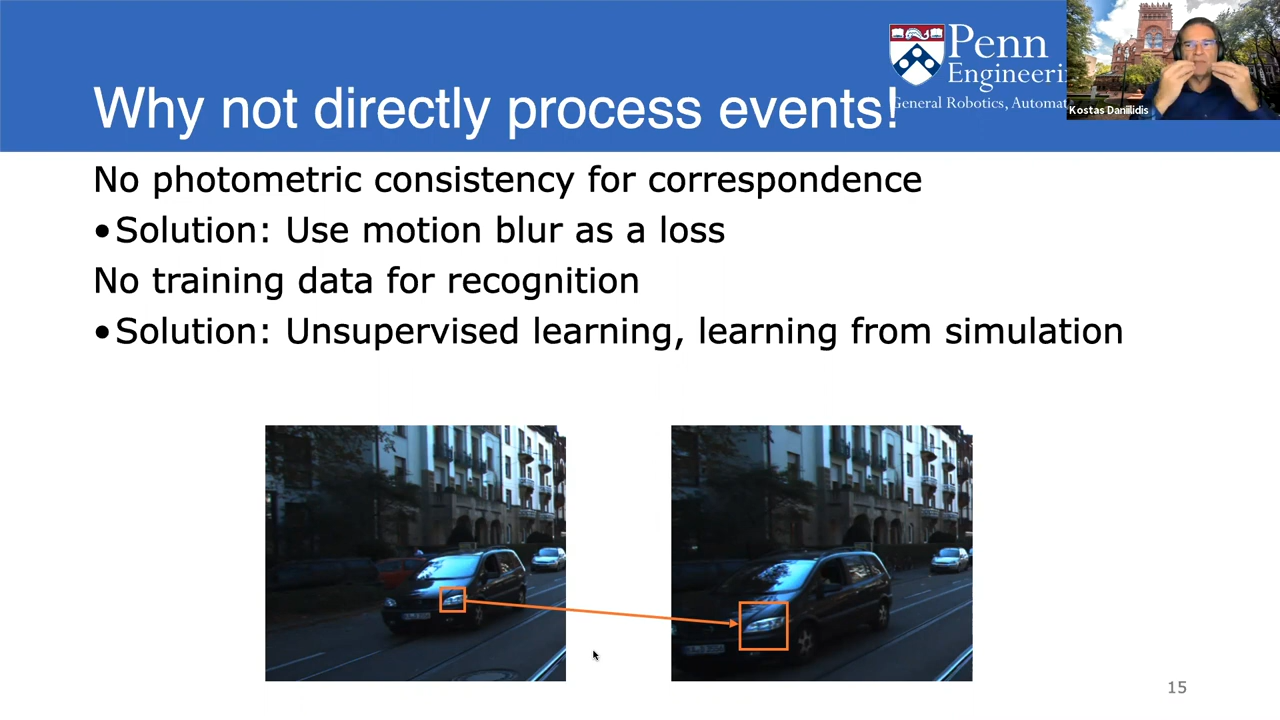 Penn
Engineeri
General Robotics, Automat
Kostas Daniilidis
Why not directly process events!
No photometric consistency for correspondence
•Solution: Use motion blur as a loss
No training data for recognition
•Solution: Unsupervised learning, learning from simulation
15